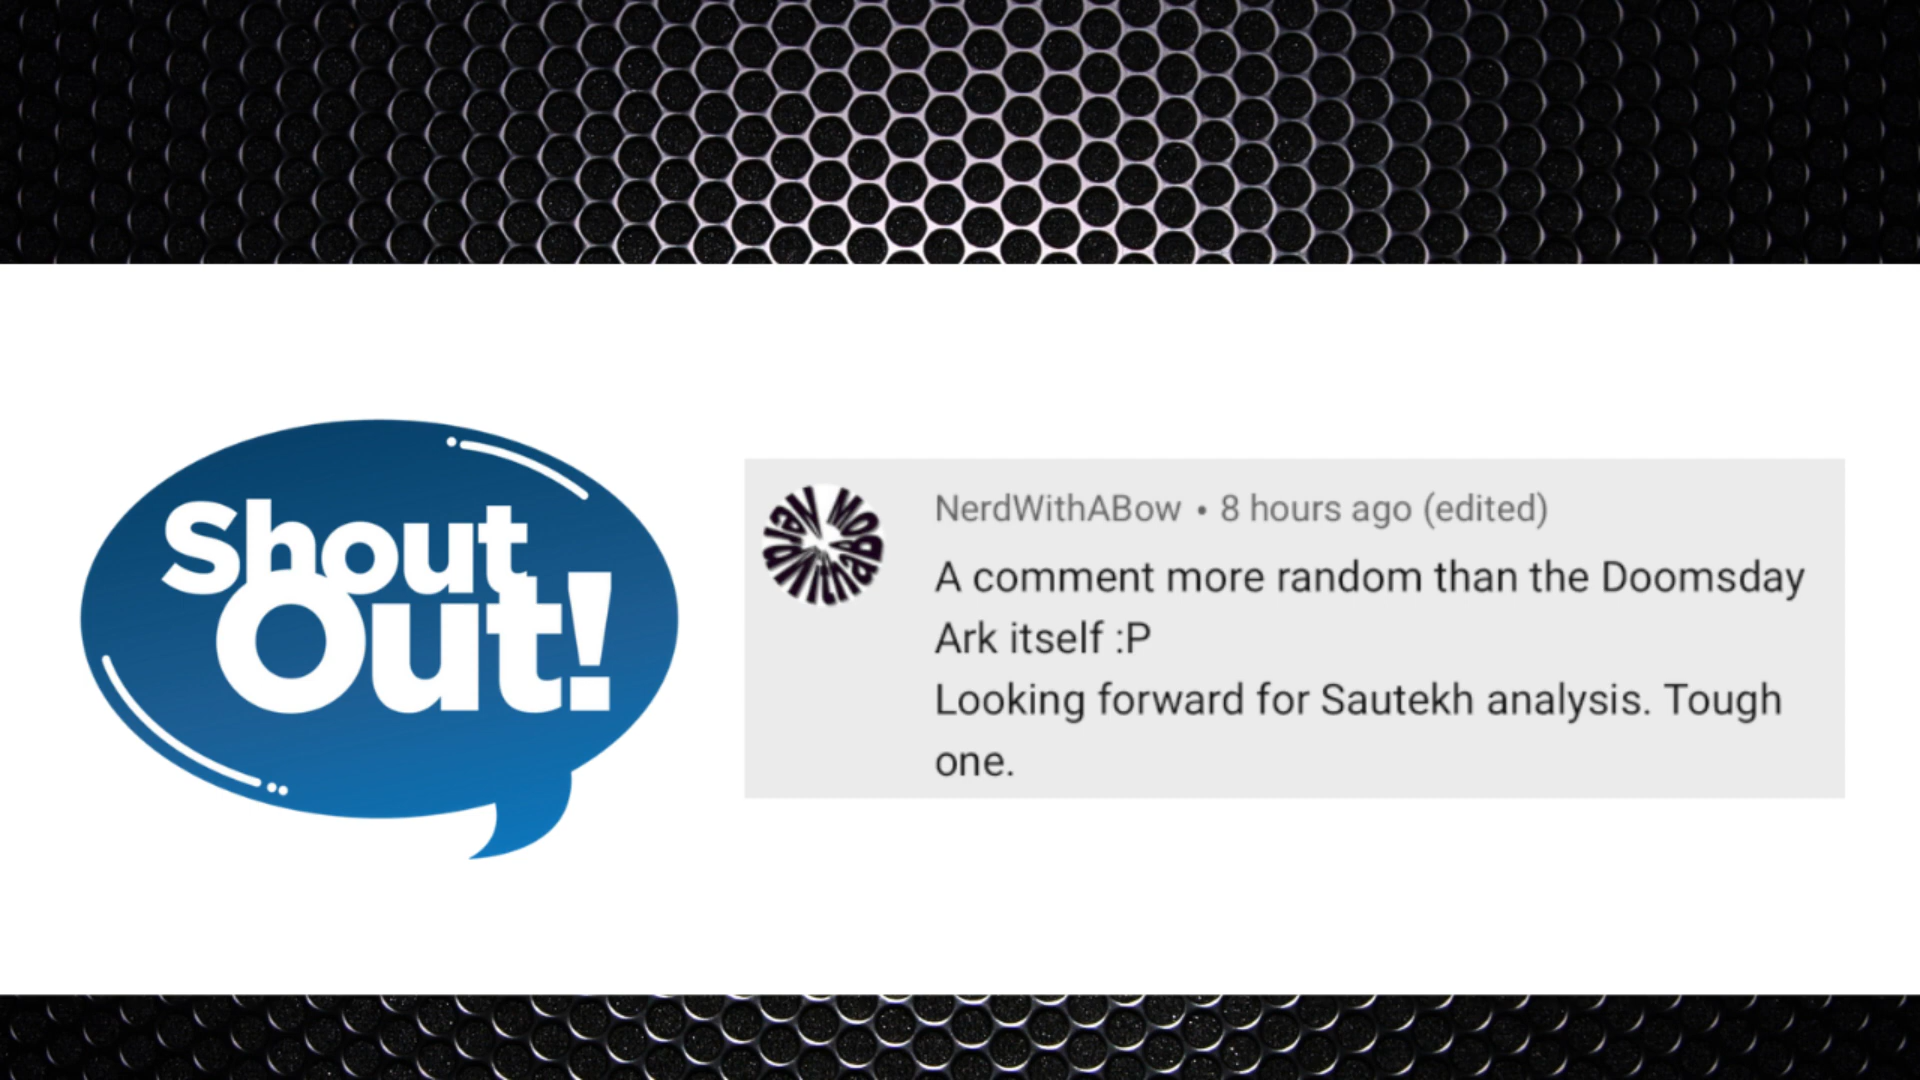 Shout
Out!
NerdWithABow • 8 hours ago (edited)
A comment more random than the Doomsday
Ark itself :P
Looking forward for Sautekh analysis. Tough
one.
NerdWithABow